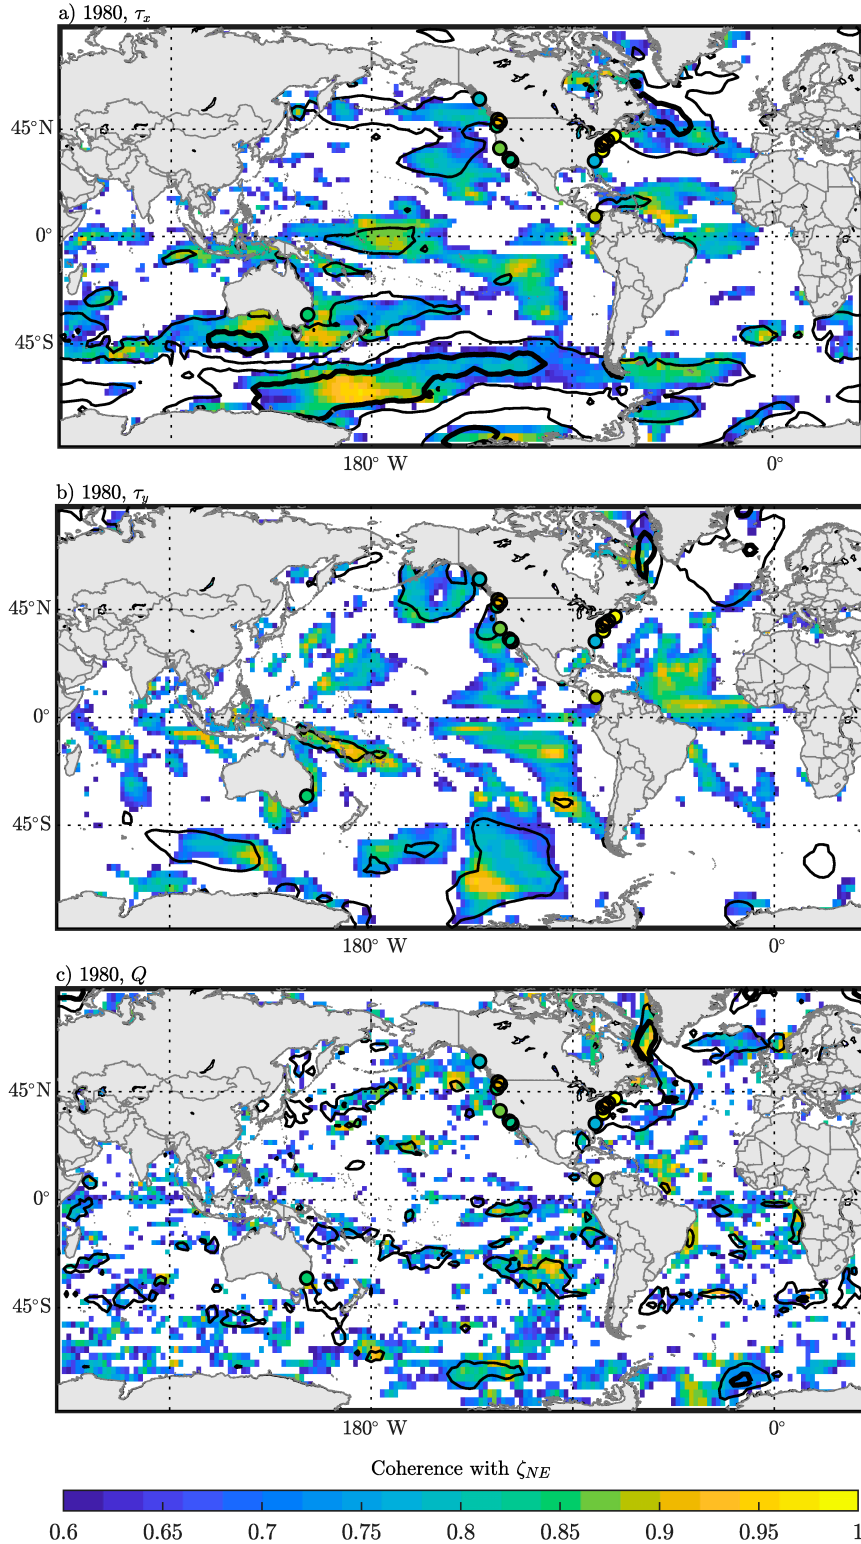 a) 1980, τx
45° N
0°
45° S
180° W
0°
b) 1980, τy
45° N
0°
45° S
180° W
0°
c) 1980, Q
45° N
0°
45° S
180° W
0°
Coherence with ζNE
0.6 0.65 0.7 0.75 0.8 0.85 0.9 0.95 1